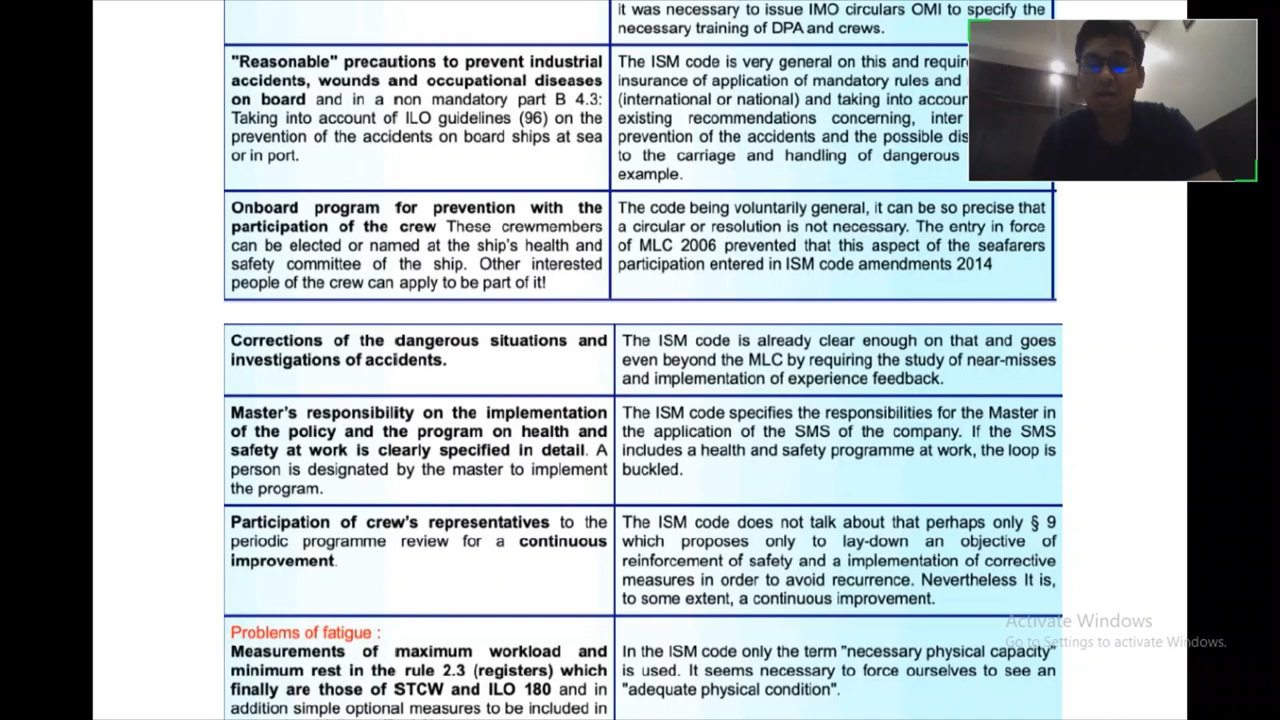 it was necessary to issue IMO circulars OMI to specify the
necessary training of DPA and crews.
"Reasonable" precautions to prevent industrial
accidents, wounds and occupational diseases
on board and in a non mandatory part B 4.3:
Taking into account of ILO guidelines (96) on the
prevention of the accidents on board ships at sea
or in port.
The ISM code is very general on this and requir
insurance of application of mandatory rules and
(international or national) and taking into accoun
existing recommendations concerning, inter
prevention of the accidents and the possible dis
to the carriage and handling of dangerous
example.
Onboard program for prevention with the
participation of the crew These crewmembers
can be elected or named at the ship's health and
safety committee of the ship. Other interested
people of the crew can apply to be part of it!
The code being voluntarily general, it can be so precise that
a circular or resolution is not necessary. The entry in force
of MLC 2006 prevented that this aspect of the seafarers
participation entered in ISM code amendments 2014
Corrections of the dangerous situations and
investigations of accidents.
The ISM code is already clear enough on that and goes
even beyond the MLC by requiring the study of near-misses
and implementation of experience feedback.
Master's responsibility on the implementation
of the policy and the program on health and
safety at work is clearly specified in detail. A
person is designated by the master to implement
the program.
The ISM code specifies the responsibilities for the Master in
the application of the SMS of the company. If the SMS
includes a health and safety programme at work, the loop is
buckled.
Participation of crew's representatives to the
periodic programme review for a continuous
improvement.
The ISM code does not talk about that perhaps only § 9
which proposes only to lay-down an objective of
reinforcement of safety and a implementation of corrective
measures in order to avoid recurrence. Nevertheless It is,
to some extent, a continuous improvement.
Problems of fatigue :
Measurements of maximum workload and
minimum rest in the rule 2.3 (registers) which
finally are those of STCW and ILO 180 and in
addition simple optional measures to be included in
In the ISM code only the term "necessary physical capacity"
is used. It seems necessary to force ourselves to see an
"adequate physical condition".
Activate Windows
Go to Settings to activate Windows.